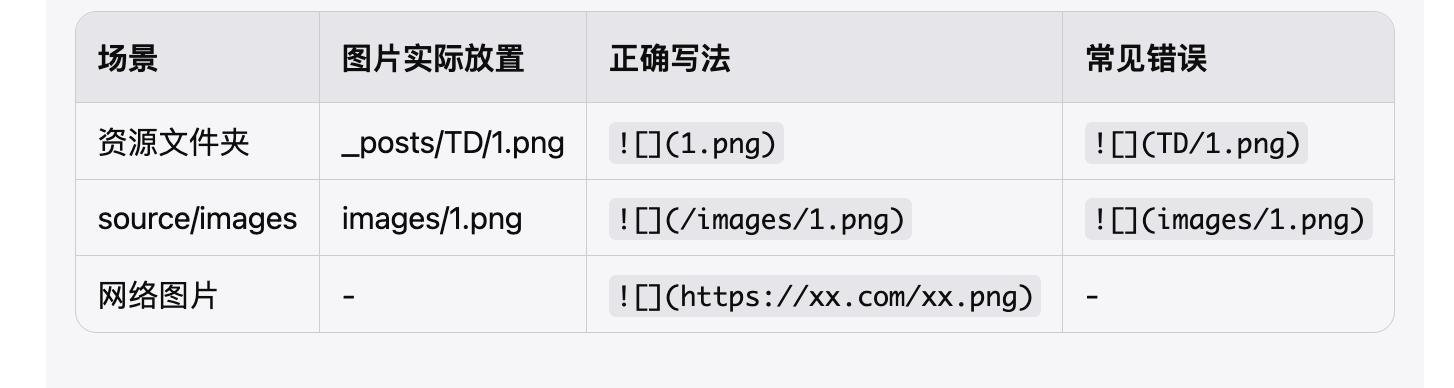 场景 图片实际放置 正确写法 常见错误
资源文件夹 _posts/TD/1.png ![](1.png) ![](TD/1.png)
source/images images/1.png ![](/images/1.png) ![](images/1.png)
网络图片 - ![](https://xx.com/xx.png) -